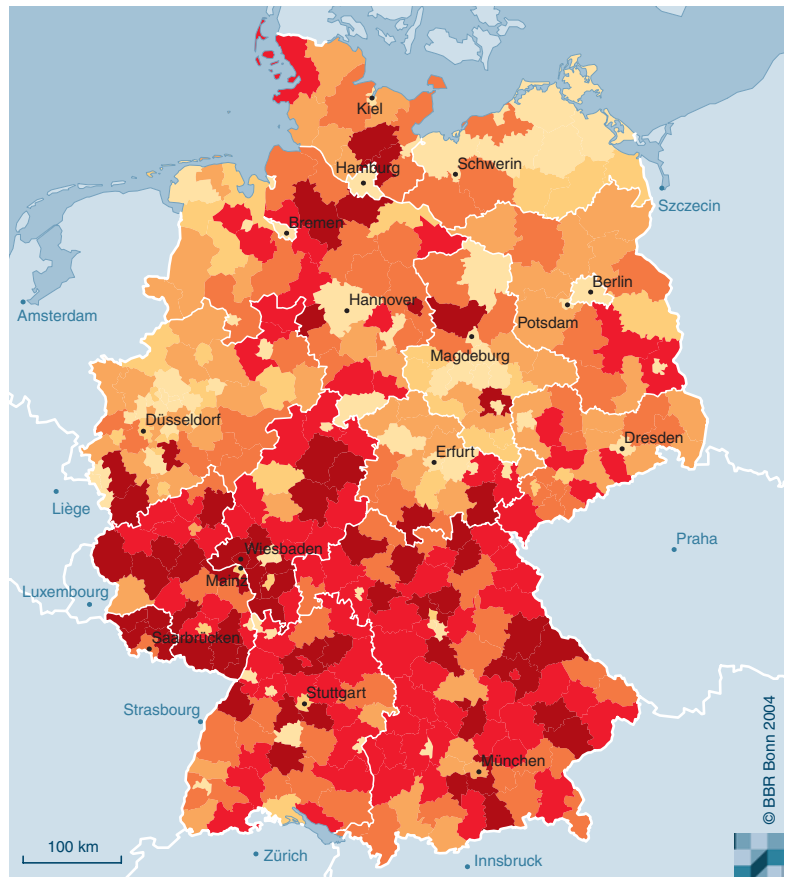 Kiel
Hamburg
Schwerin
Szczecin
Bremen
Berlin
Amsterdam
Hannover
Potsdam
Magdeburg
Düsseldorf
Dresden
Erfurt
Liège
Praha
Wiesbaden
Mainz
Luxembourg
Saarbrücken
Stuttgart
Strasbourg
München
© BBR Bonn 2004
100 km
Zürich
Innsbruck